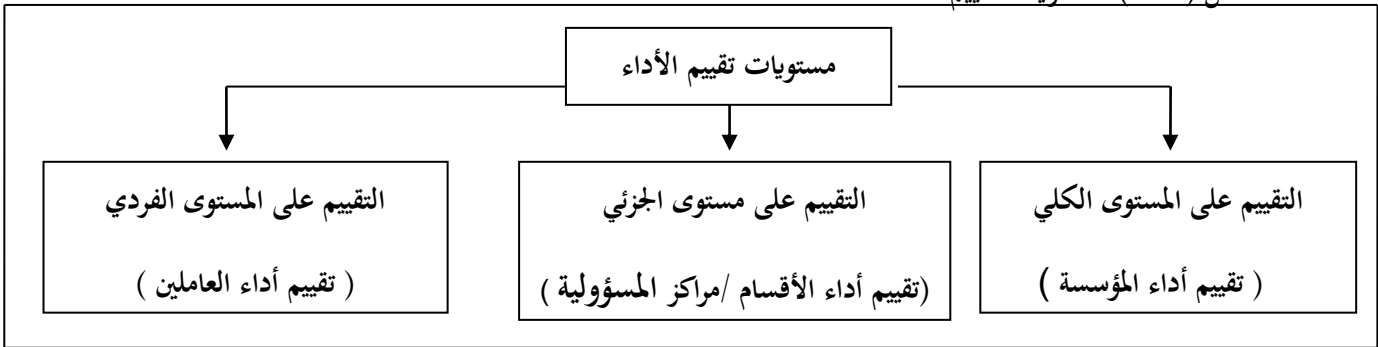 مستويات تقييم الأداء
التقييم على المستوى الكلي
( تقييم أداء المؤسسة )
التقييم على مستوى الجزئي
(تقييم أداء الأقسام /مراكز المسؤولية )
التقييم على المستوى الفردي
( تقييم أداء العاملين )